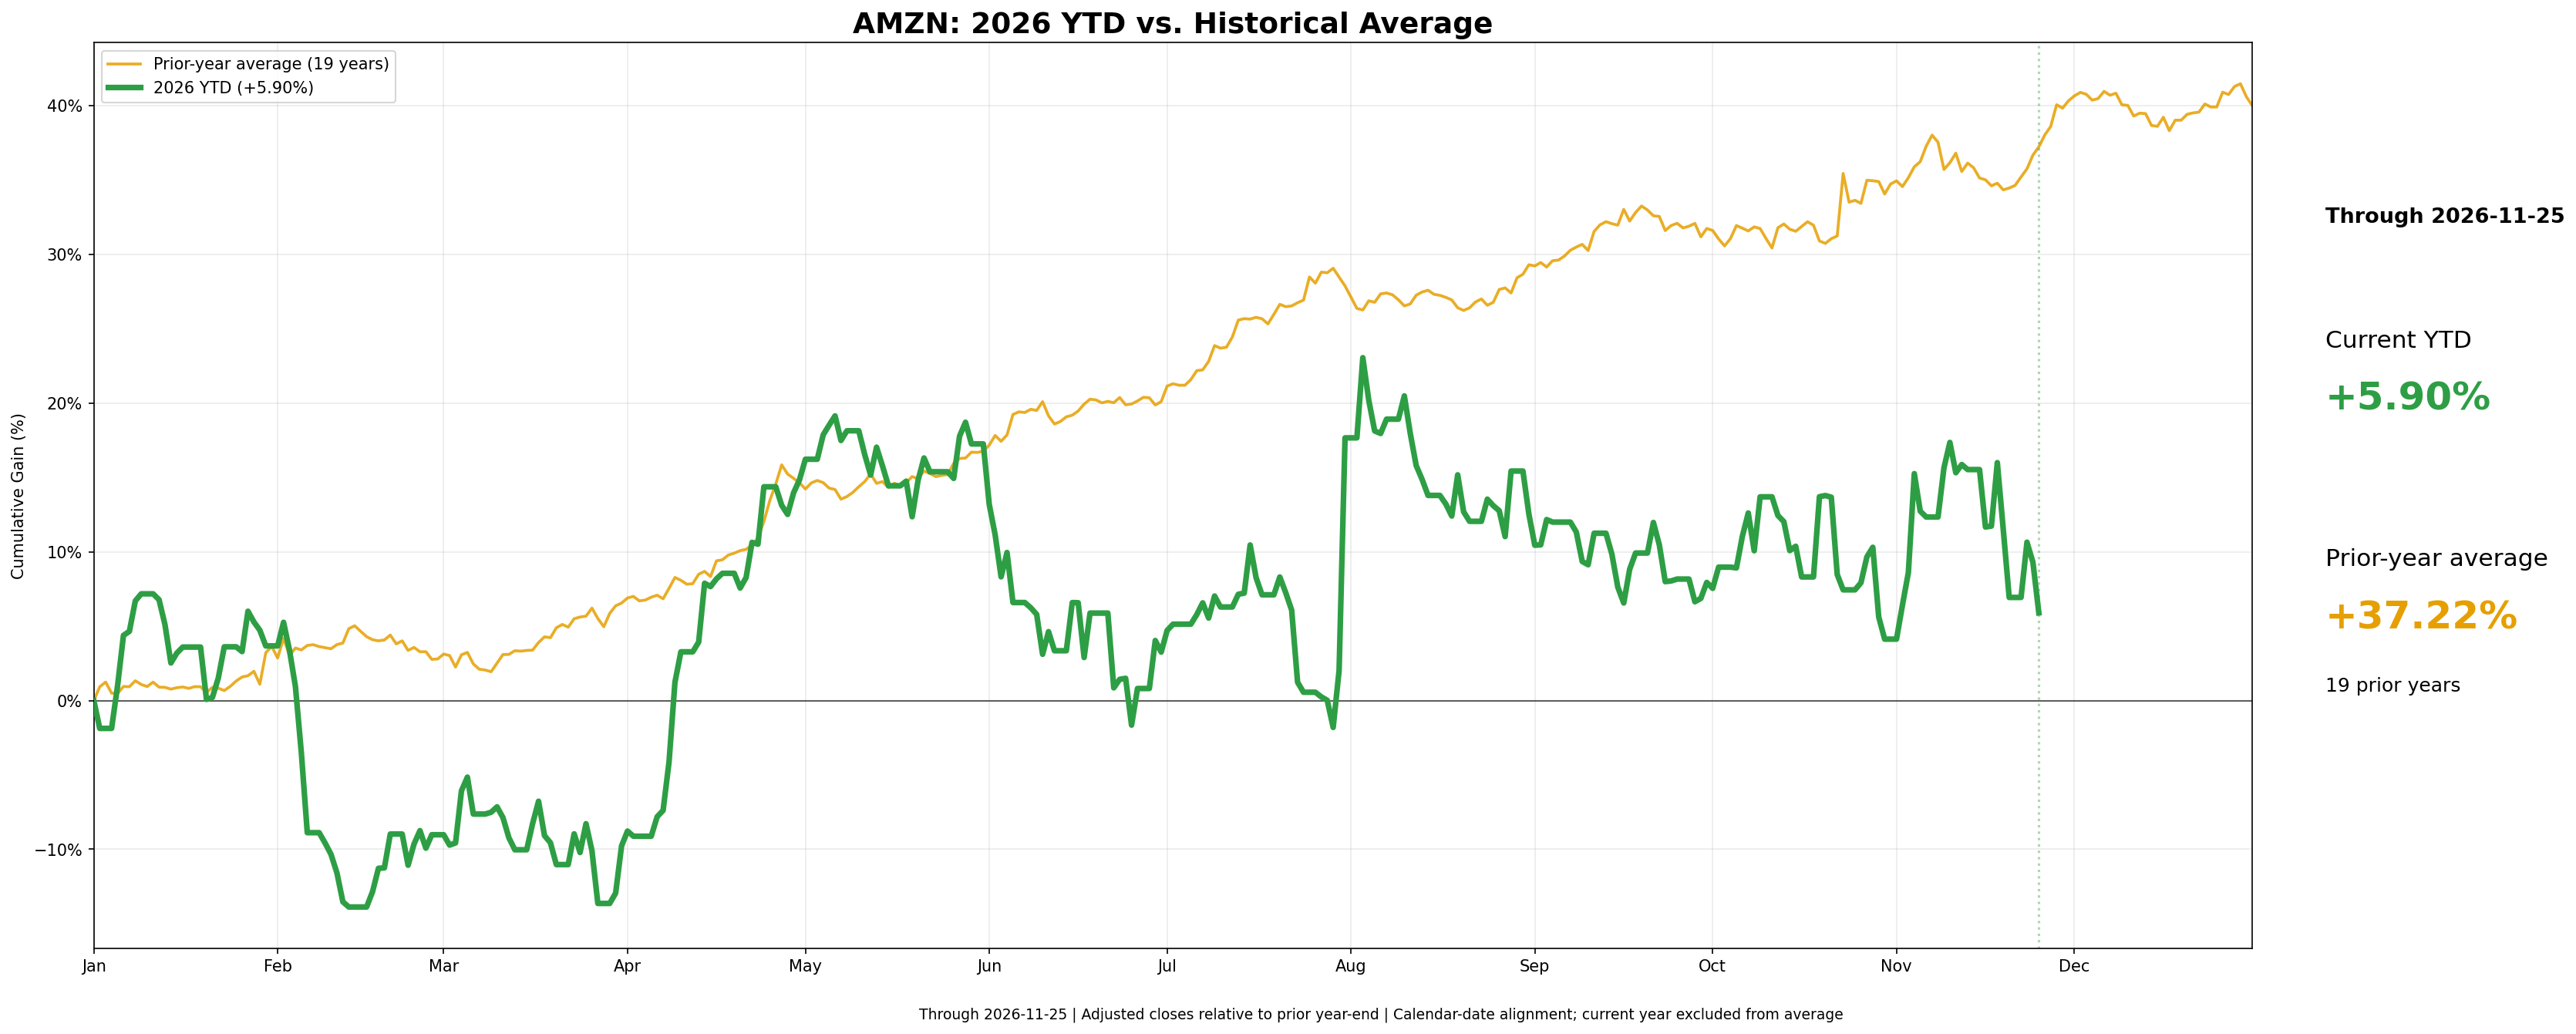 AMZN: 2026 YTD vs. Historical Average
Prior-year average (19 years)
2026 YTD (+5.90%)
Cumulative Gain (%)
40%
30%
20%
10%
0%
−10%
Jan
Feb
Mar
Apr
May
Jun
Jul
Aug
Sep
Oct
Nov
Dec
Through 2026-11-25
Current YTD
+5.90%
Prior-year average
+37.22%
19 prior years
Through 2026-11-25 | Adjusted closes relative to prior year-end | Calendar-date alignment; current year excluded from average